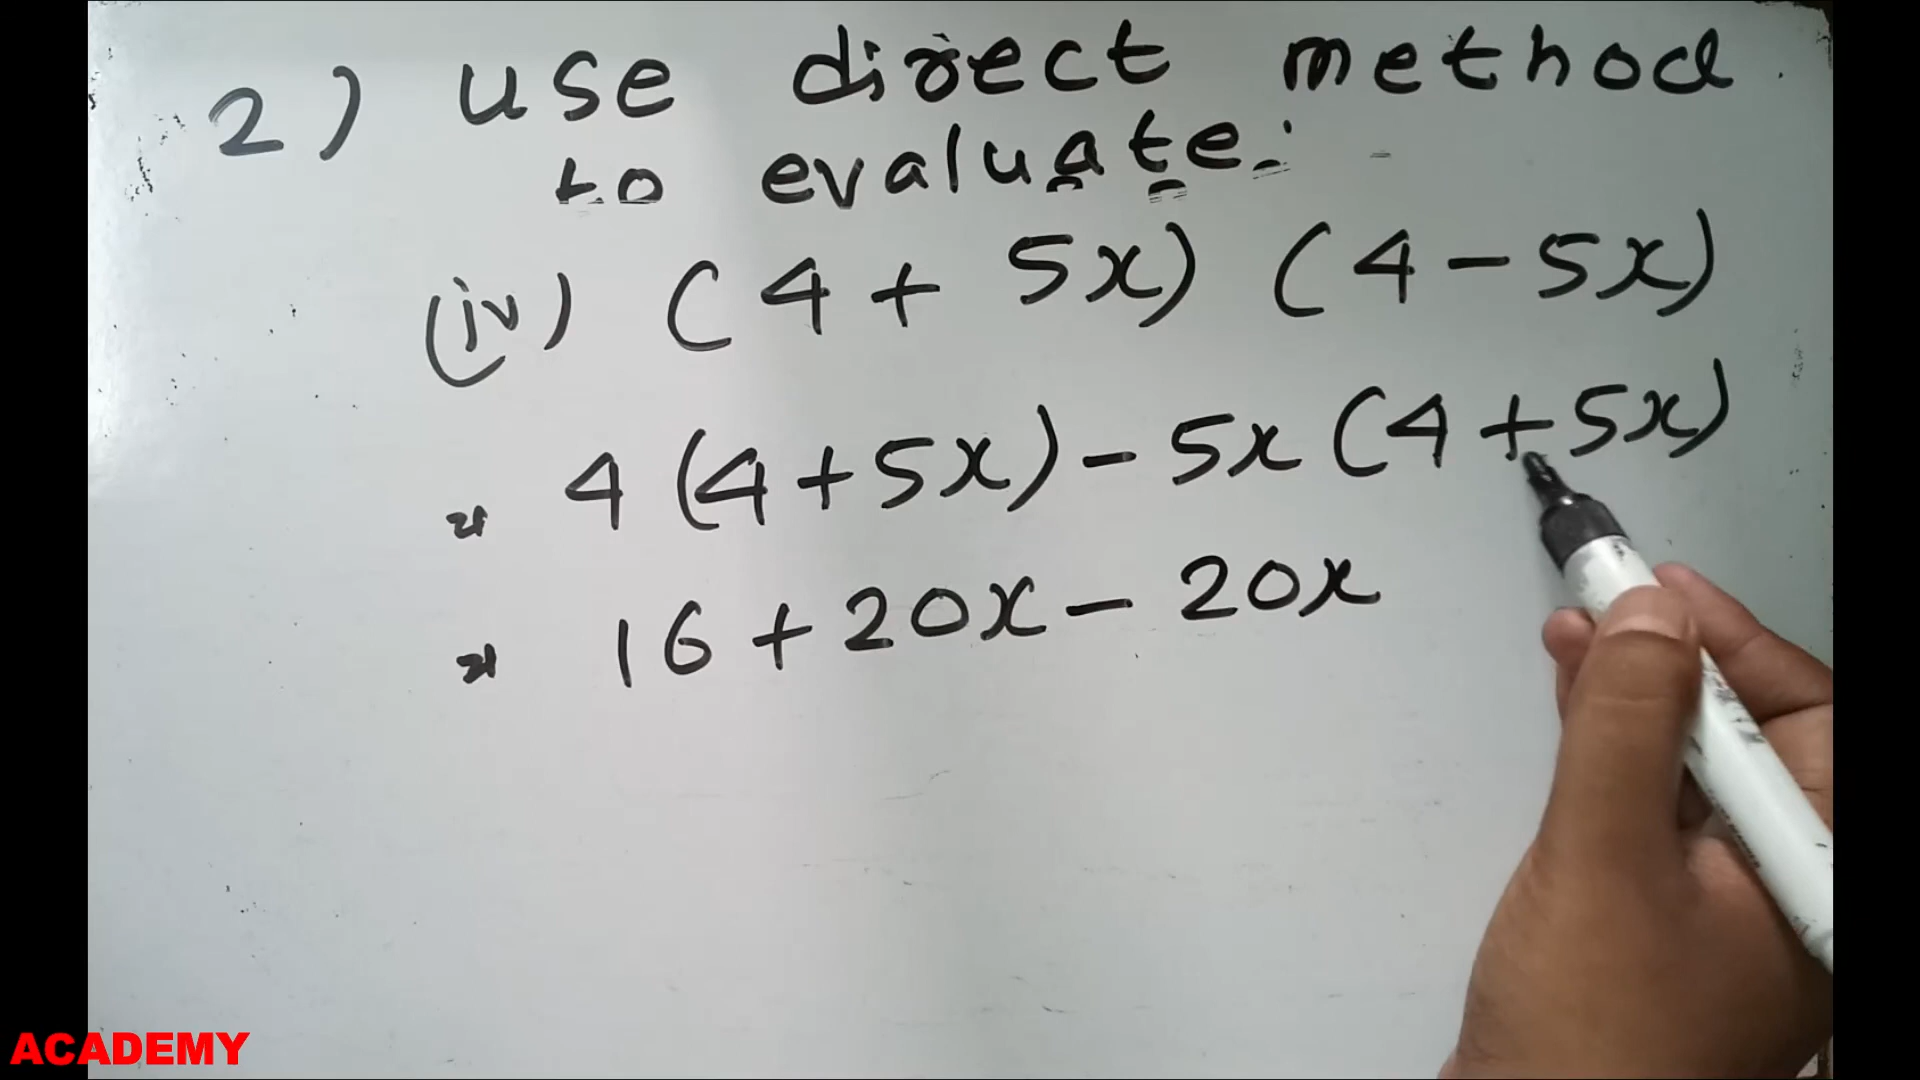 2) use direct method
to evaluate:
(iv) (4 + 5x) (4 - 5x)
= 4 (4 + 5x) - 5x (4 + 5x)
= 16 + 20x - 20x
ACADEMY